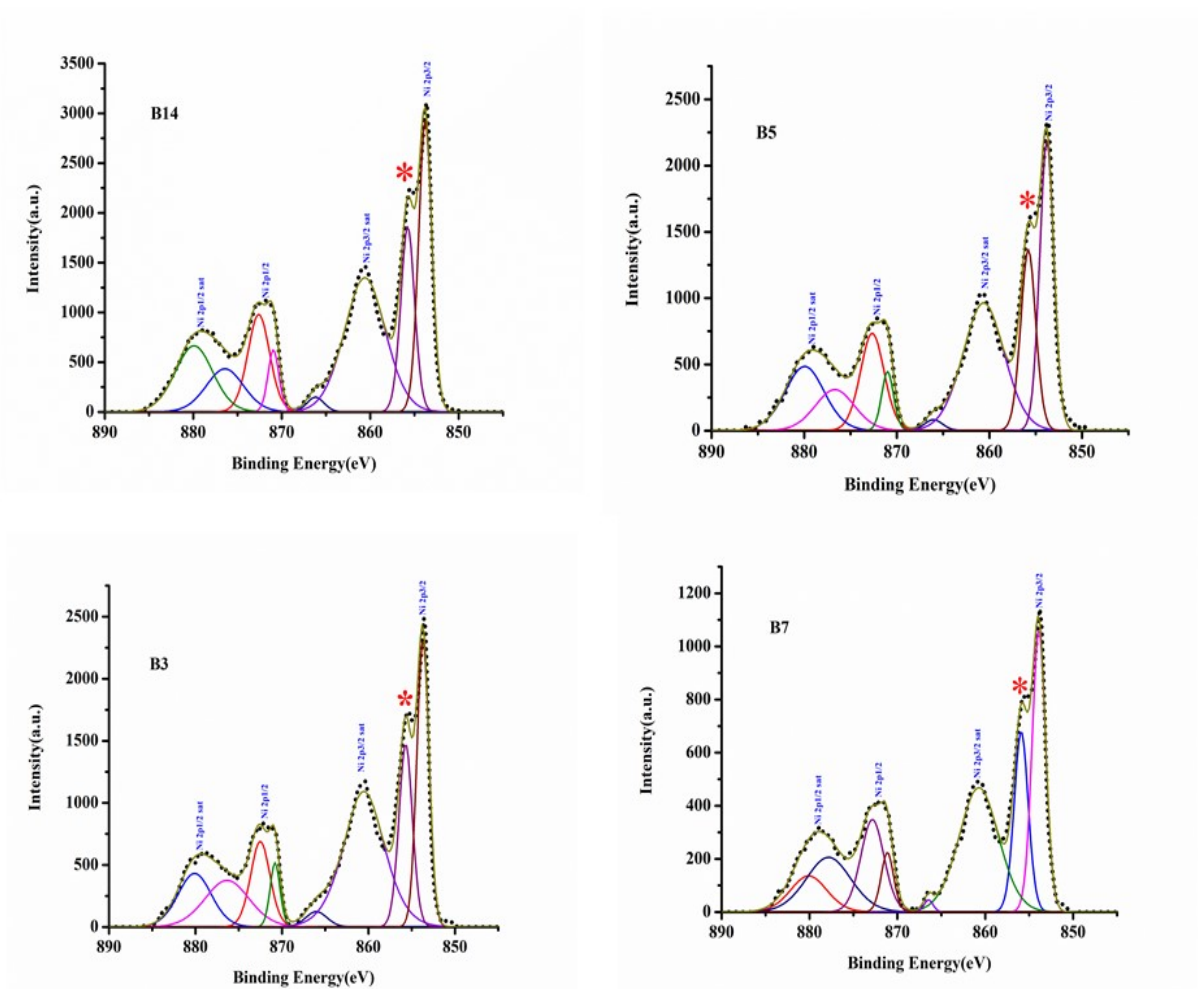 B14
Intensity(a.u.)
3500
3000
2500
2000
1500
1000
500
0
Ni 2p1/2 sat
Ni 2p1/2
Ni 2p3/2 sat
*
Ni 2p3/2
890 880 870 860 850
Binding Energy(eV)
B5
Intensity(a.u.)
2500
2000
1500
1000
500
0
Ni 2p1/2 sat
Ni 2p1/2
Ni 2p3/2 sat
*
Ni 2p3/2
890 880 870 860 850
Binding Energy(eV)
B3
Intensity(a.u.)
2500
2000
1500
1000
500
0
Ni 2p1/2 sat
Ni 2p1/2
Ni 2p3/2 sat
*
Ni 2p3/2
890 880 870 860 850
Binding Energy(eV)
B7
Intensity(a.u.)
1200
1000
800
600
400
200
0
Ni 2p1/2 sat
Ni 2p1/2
Ni 2p3/2 sat
*
Ni 2p3/2
890 880 870 860 850
Binding Energy(eV)